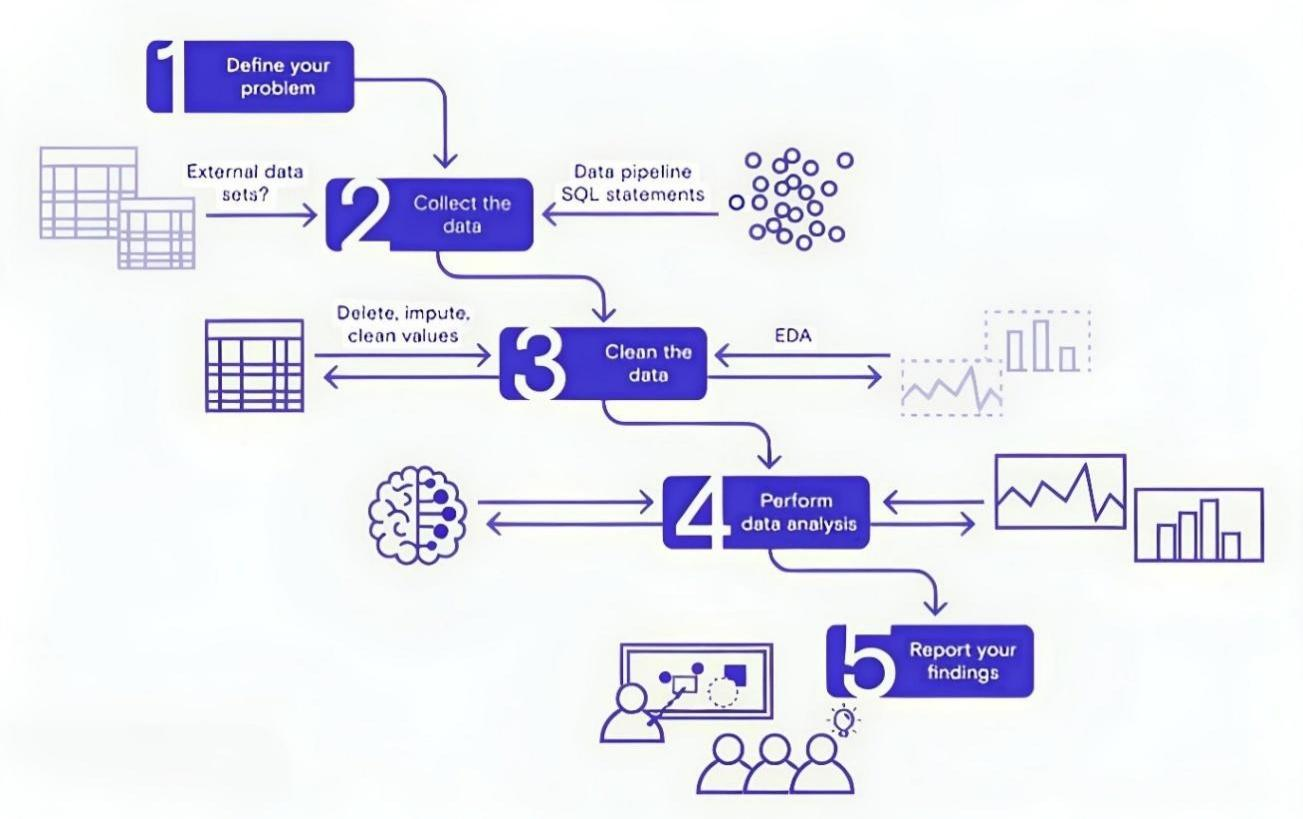 1
Define your
problem
External data
sets?
2
Collect the
data
Data pipeline
SQL statements
Delete, impute,
clean values
3
Clean the
data
EDA
4
Perform
data analysis
5
Report your
findings